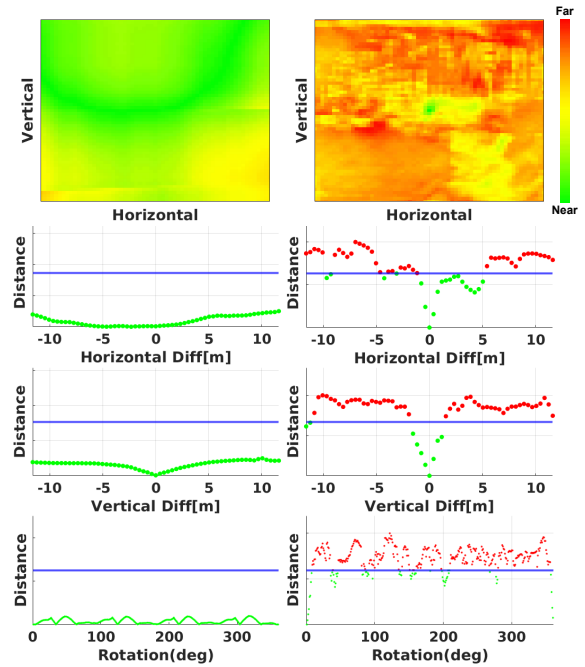 Far
Vertical
Vertical
Horizontal
Horizontal
Near
Distance
Distance
-10 -5 0 5 10
-10 -5 0 5 10
Horizontal Diff[m]
Horizontal Diff[m]
Distance
Distance
-10 -5 0 5 10
-10 -5 0 5 10
Vertical Diff[m]
Vertical Diff[m]
Distance
Distance
0 100 200 300
0 100 200 300
Rotation(deg)
Rotation(deg)